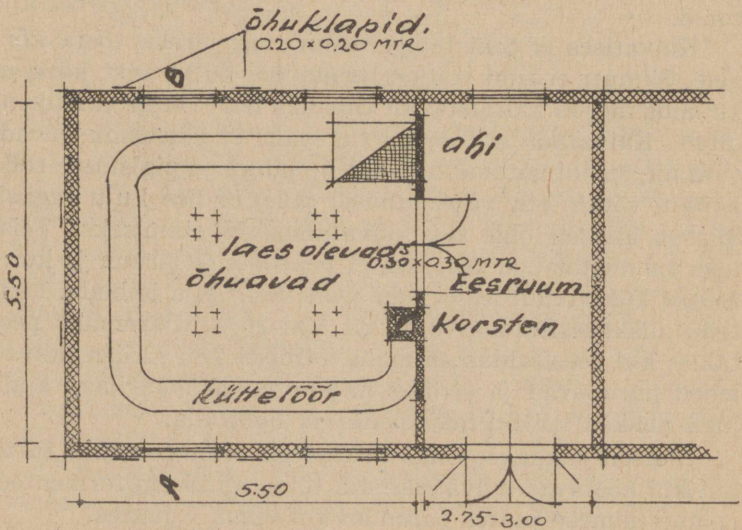 õhuklapid.
0.20 × 0.20 MTR
B
ahi
laes olevad
0.30×0.30 MTR
õhuavad
Eesruum
Korsten
küttelõõr
5.50
A
5.50
2.75-3.00